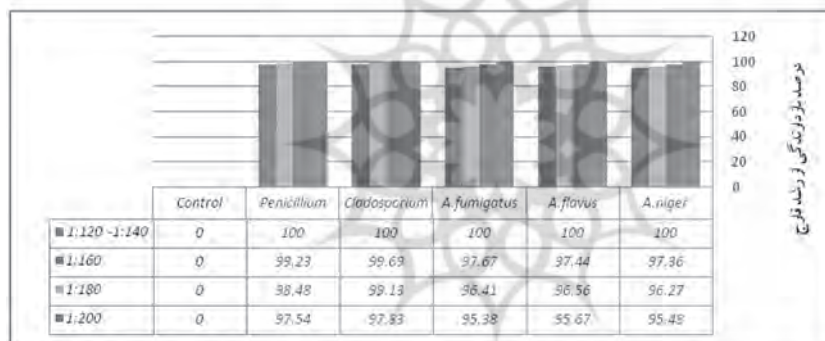 120
100
80
60
40
20
0
درصد بازدارندگی از رشد قارچ
Control Penicillium Cladosporium A.fumigatus A.flavus A.niger
1:120 -1:140 0 100 100 100 100 100
1:160 0 99.23 99.69 97.67 97.44 97.36
1:180 0 98.48 99.13 96.41 96.56 96.27
1:200 0 97.54 97.83 95.38 95.67 95.48